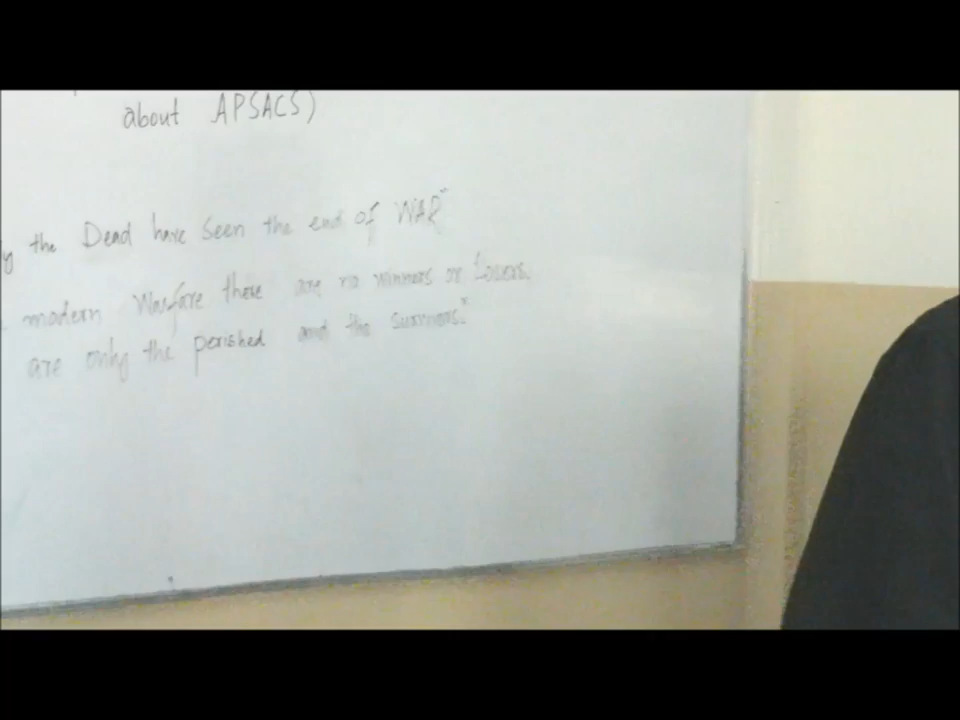 about APSACS)
the Dead have seen the end of WAR"
modern Warfare there are no winners or Losers.
are only the perished and the survivors."